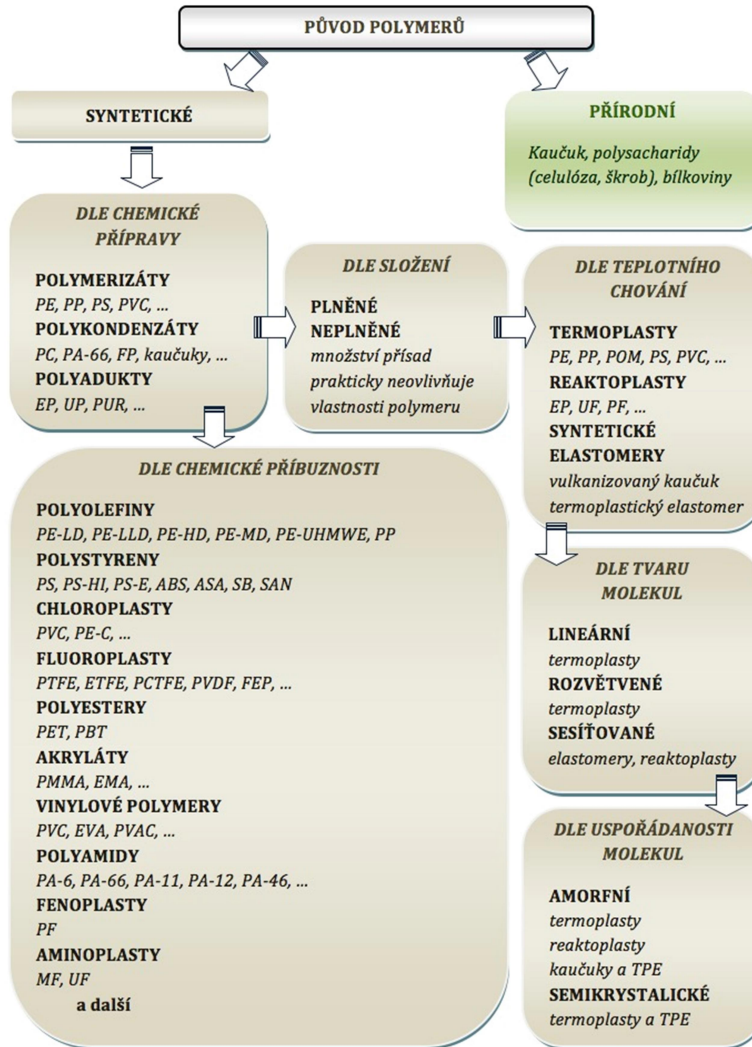 PŮVOD POLYMERŮ
SYNTETICKÉ
PŘÍRODNÍ
Kaučuk, polysacharidy
(celulóza, škrob), bílkoviny
DLE CHEMICKÉ
PŘÍPRAVY
POLYMERIZÁTY
PE, PP, PS, PVC, ...
POLYKONDENZÁTY
PC, PA-66, FP, kaučuky, ...
POLYADUKTY
EP, UP, PUR, ...
DLE SLOŽENÍ
PLNĚNÉ
NEPLNĚNÉ
množství přísad
prakticky neovlivňuje
vlastnosti polymeru
DLE TEPLOTNÍHO
CHOVÁNÍ
TERMOPLASTY
PE, PP, POM, PS, PVC, ...
REAKTOPLASTY
EP, UF, PF, ...
SYNTETICKÉ
ELASTOMERY
vulkanizovaný kaučuk
termoplastický elastomer
DLE CHEMICKÉ PŘÍBUZNOSTI
POLYOLEFINY
PE-LD, PE-LLD, PE-HD, PE-MD, PE-UHMWE, PP
POLYSTYRENY
PS, PS-HI, PS-E, ABS, ASA, SB, SAN
CHLOROPLASTY
PVC, PE-C, ...
FLUOROPLASTY
PTFE, ETFE, PCTFE, PVDF, FEP, ...
POLYESTERY
PET, PBT
AKRYLÁTY
PMMA, EMA, ...
VINYLOVÉ POLYMERY
PVC, EVA, PVAC, ...
POLYAMIDY
PA-6, PA-66, PA-11, PA-12, PA-46, ...
FENOPLASTY
PF
AMINOPLASTY
MF, UF
a další
DLE TVARU
MOLEKUL
LINEÁRNÍ
termoplasty
ROZVĚTVENÉ
termoplasty
SESÍŤOVANÉ
elastomery, reaktoplasty
DLE USPOŘÁDANOSTI
MOLEKUL
AMORFNÍ
termoplasty
reaktoplasty
kaučuky a TPE
SEMIKRYSTALICKÉ
termoplasty a TPE